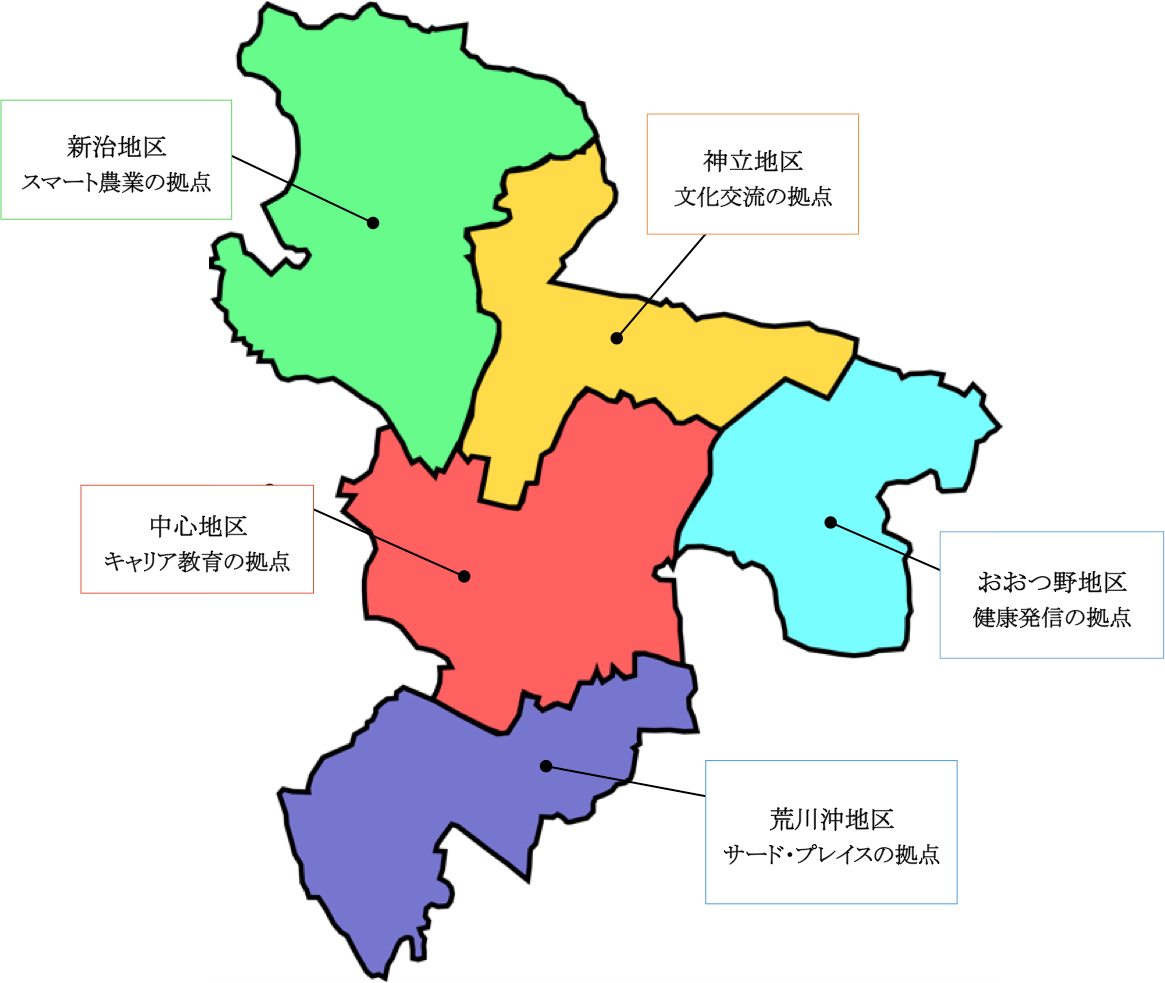 新治地区
スマート農業の拠点
神立地区
文化交流の拠点
中心地区
キャリア教育の拠点
おおつ野地区
健康発信の拠点
荒川沖地区
サード・プレイスの拠点